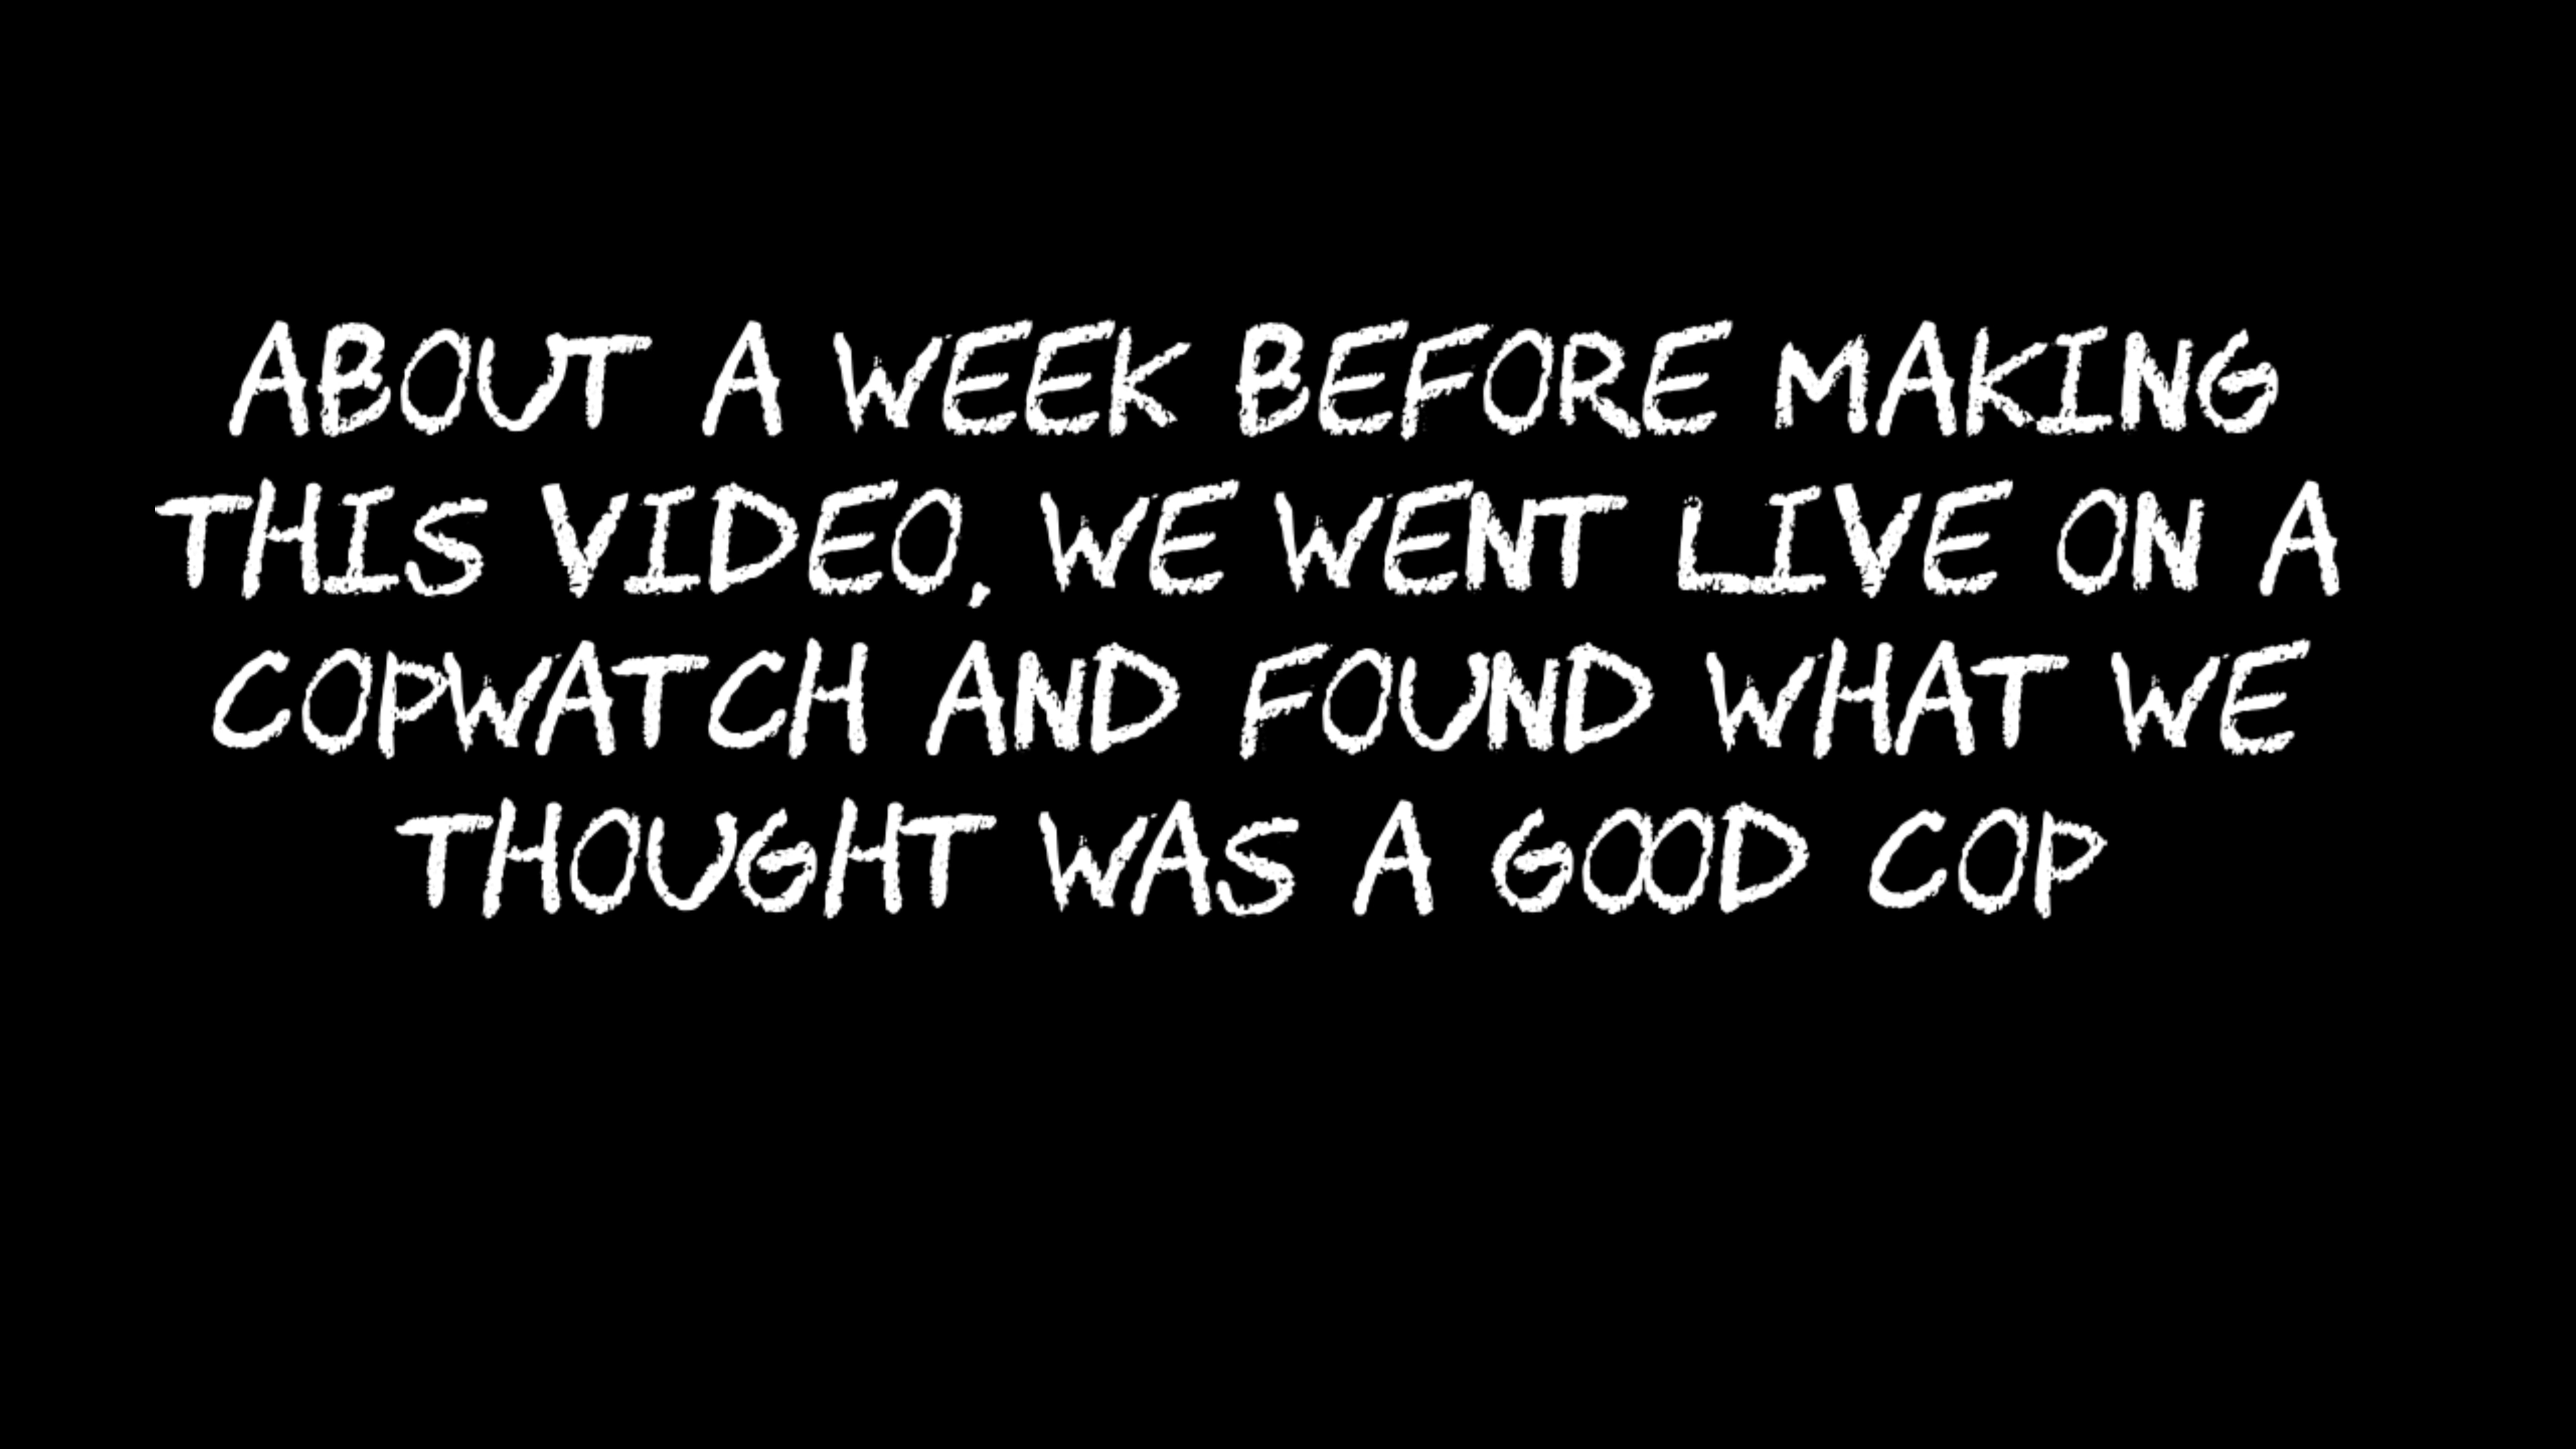 ABOUT A WEEK BEFORE MAKING
THIS VIDEO, WE WENT LIVE ON A
COPWATCH AND FOUND WHAT WE
THOUGHT WAS A GOOD COP